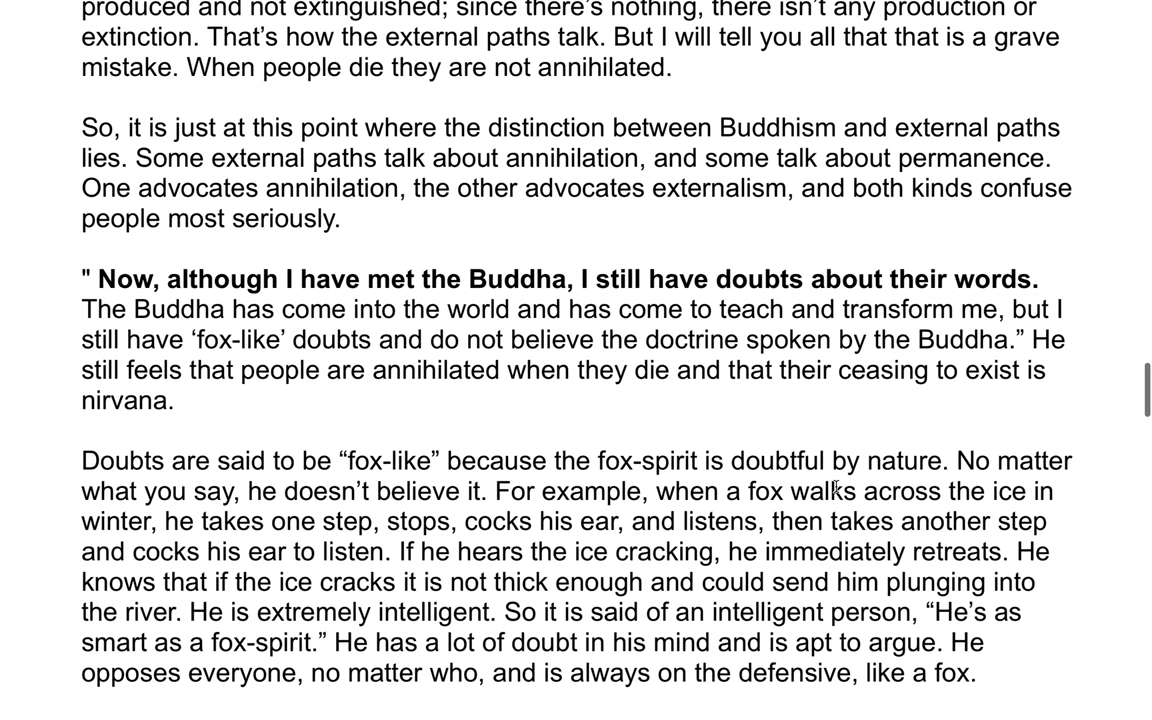 produced and not extinguished; since there's nothing, there isn't any production or
extinction. That's how the external paths talk. But I will tell you all that that is a grave
mistake. When people die they are not annihilated.
So, it is just at this point where the distinction between Buddhism and external paths
lies. Some external paths talk about annihilation, and some talk about permanence.
One advocates annihilation, the other advocates externalism, and both kinds confuse
people most seriously.
" Now, although I have met the Buddha, I still have doubts about their words.
The Buddha has come into the world and has come to teach and transform me, but I
still have ‘fox-like’ doubts and do not believe the doctrine spoken by the Buddha.” He
still feels that people are annihilated when they die and that their ceasing to exist is
nirvana.
Doubts are said to be “fox-like” because the fox-spirit is doubtful by nature. No matter
what you say, he doesn’t believe it. For example, when a fox walks across the ice in
winter, he takes one step, stops, cocks his ear, and listens, then takes another step
and cocks his ear to listen. If he hears the ice cracking, he immediately retreats. He
knows that if the ice cracks it is not thick enough and could send him plunging into
the river. He is extremely intelligent. So it is said of an intelligent person, “He’s as
smart as a fox-spirit.” He has a lot of doubt in his mind and is apt to argue. He
opposes everyone, no matter who, and is always on the defensive, like a fox.